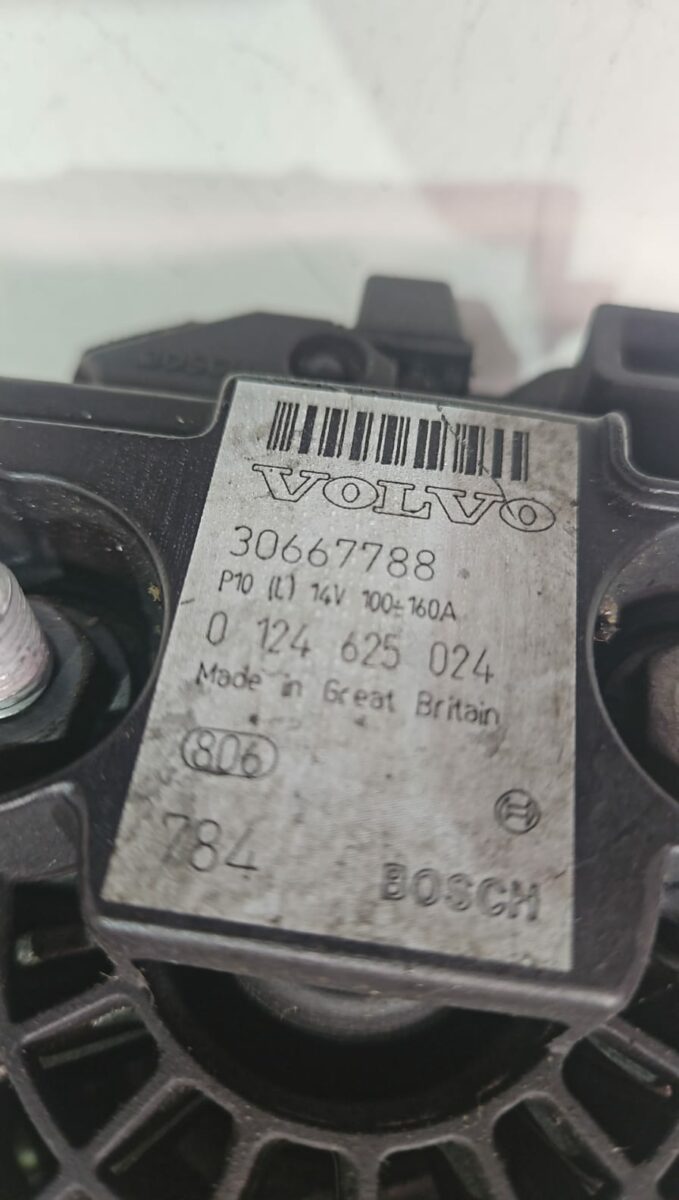 VOLVO
30667788
P10 (L) 14V 100÷160A
0 124 625 024
Made in Great Britain
806
784
BOSCH